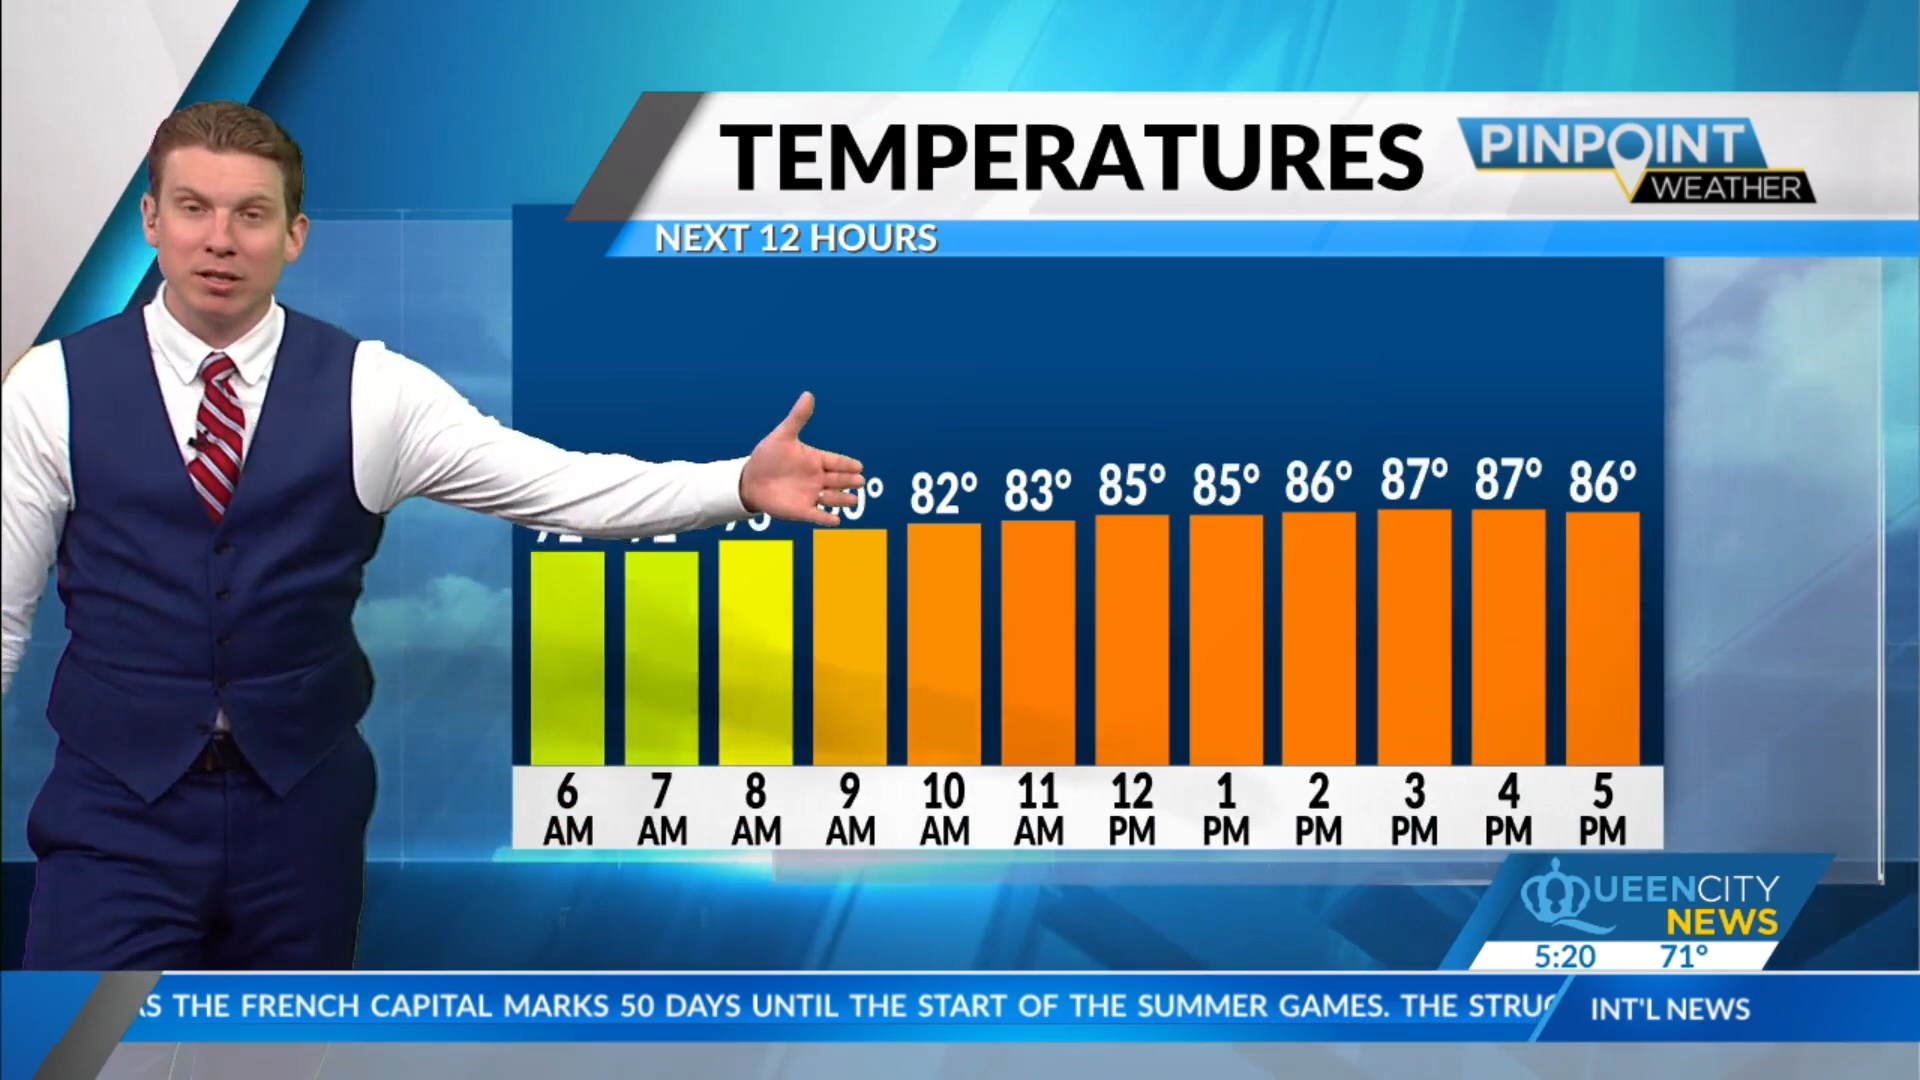 TEMPERATURES
PINPOINT
WEATHER
NEXT 12 HOURS
82° 83° 85° 85° 86° 87° 87° 86°
6 7 8 9 10 11 12 1 2 3 4 5
AM AM AM AM AM AM PM PM PM PM PM PM
QUEEN CITY
NEWS
5:20 71°
THE FRENCH CAPITAL MARKS 50 DAYS UNTIL THE START OF THE SUMMER GAMES. THE
INT'L NEWS